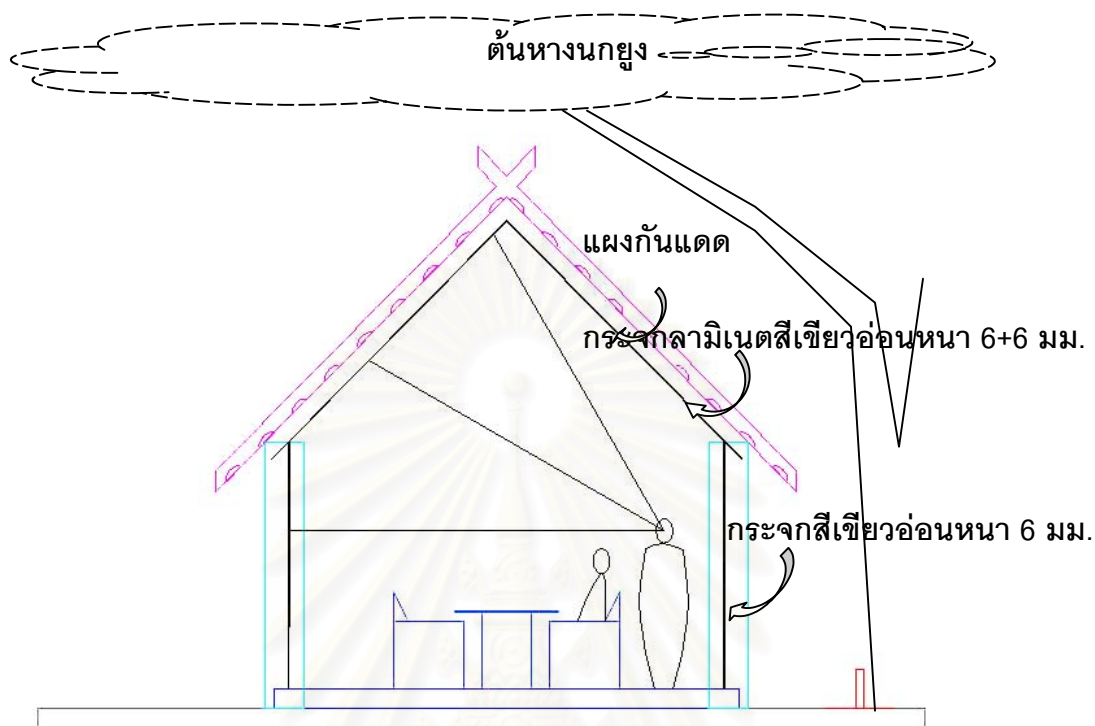 ต้นหางนกยูง
แผงกันแดด
กระจกลามิเนตสีเขียวอ่อนหนา 6+6 มม.
กระจกสีเขียวอ่อนหนา 6 มม.